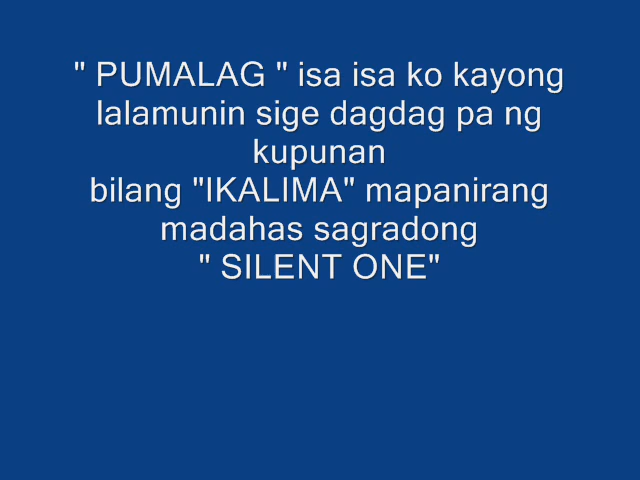 " PUMALAG " isa isa ko kayong
lalamunin sige dagdag pa ng
kupunan
bilang "IKALIMA" mapanirang
madahas sagradong
" SILENT ONE"